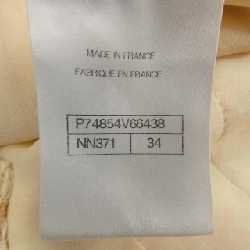 MADE IN FRANCE
FABRIQUE EN FRANCE
P74854V66438
NN371 34